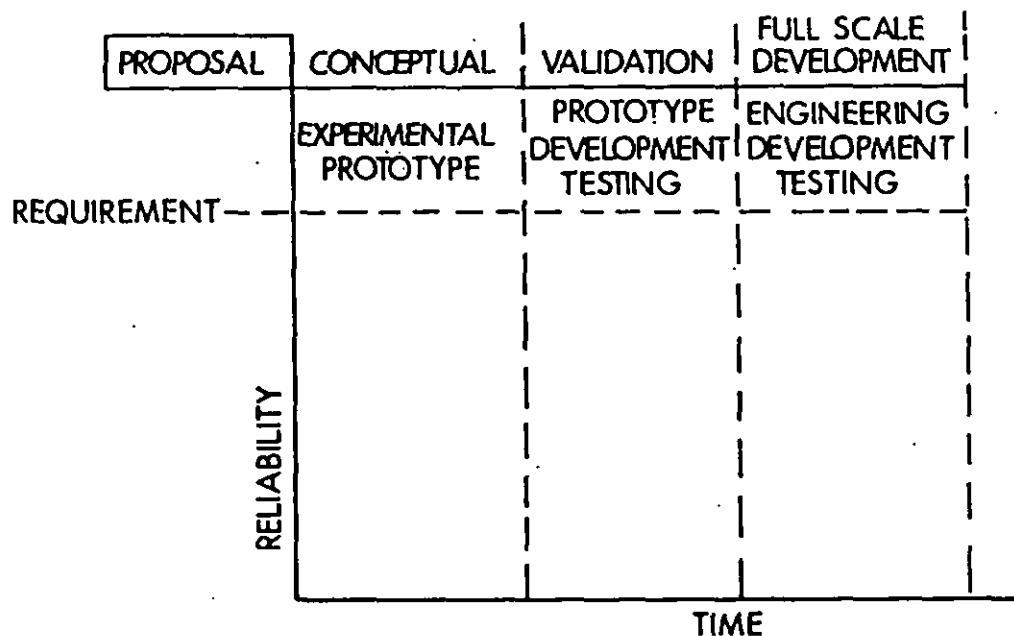 PROPOSAL
CONCEPTUAL
VALIDATION
FULL SCALE
DEVELOPMENT
EXPERIMENTAL
PROTOTYPE
PROTOTYPE
DEVELOPMENT
TESTING
ENGINEERING
DEVELOPMENT
TESTING
REQUIREMENT
RELIABILITY
TIME